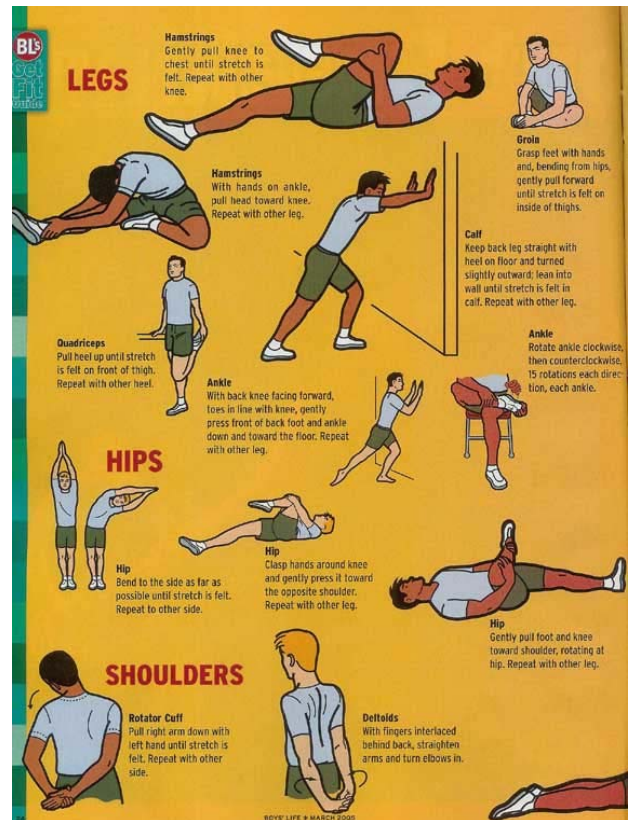 BL's
Get
Fit
Guide
LEGS
Hamstrings
Gently pull knee to
chest until stretch is
felt. Repeat with other
knee.
Groin
Grasp feet with hands
and, bending from hips,
gently pull forward
until stretch is felt on
inside of thighs.
Hamstrings
With hands on ankle,
pull head toward knee.
Repeat with other leg.
Calf
Keep back leg straight with
heel on floor and turned
slightly outward; lean into
wall until stretch is felt in
calf. Repeat with other leg.
Quadriceps
Pull heel up until stretch
is felt on front of thigh.
Repeat with other heel.
Ankle
With back knee facing forward,
toes in line with knee, gently
press front of back foot and ankle
down and toward the floor. Repeat
with other leg.
Ankle
Rotate ankle clockwise,
then counterclockwise,
15 rotations each direc-
tion, each ankle.
HIPS
Hip
Bend to the side as far as
possible until stretch is felt.
Repeat to other side.
Hip
Clasp hands around knee
and gently press it toward
the opposite shoulder.
Repeat with other leg.
Hip
Gently pull foot and knee
toward shoulder, rotating at
hip. Repeat with other leg.
SHOULDERS
Rotator Cuff
Pull right arm down with
left hand until stretch is
felt. Repeat with other
side.
Deltoids
With fingers interlaced
behind back, straighten
arms and turn elbows in.
BOYS' LIFE MARCH 2005